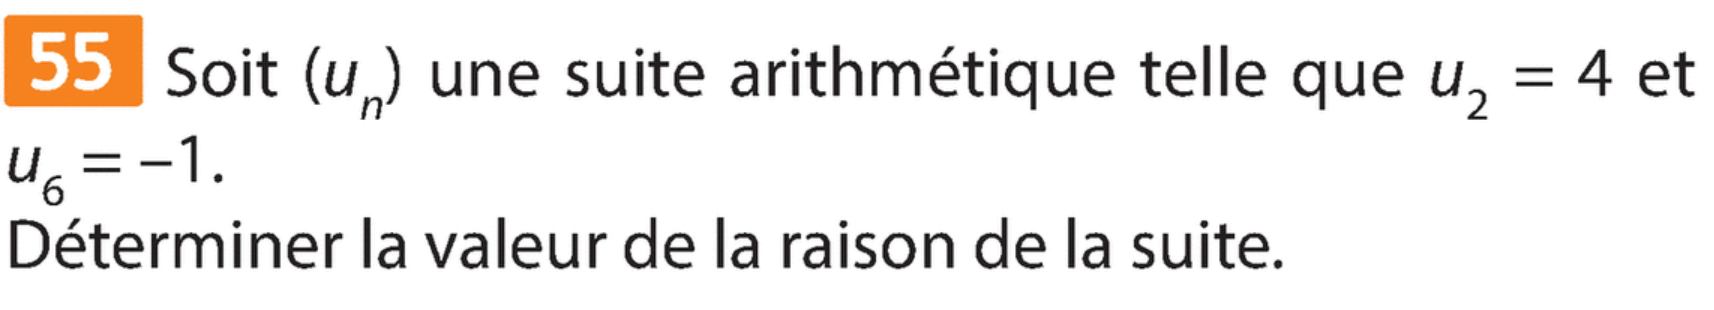 55 Soit (uₙ) une suite arithmétique telle que u₂ = 4 et
u₆ = –1.
Déterminer la valeur de la raison de la suite.